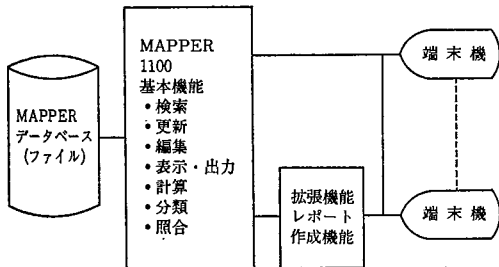 MAPPER
データベース
(ファイル)
MAPPER
1100
基本機能
•検索
•更新
•編集
•表示・出力
•計算
•分類
•照合
拡張機能
レポート
作成機能
端末機
端末機